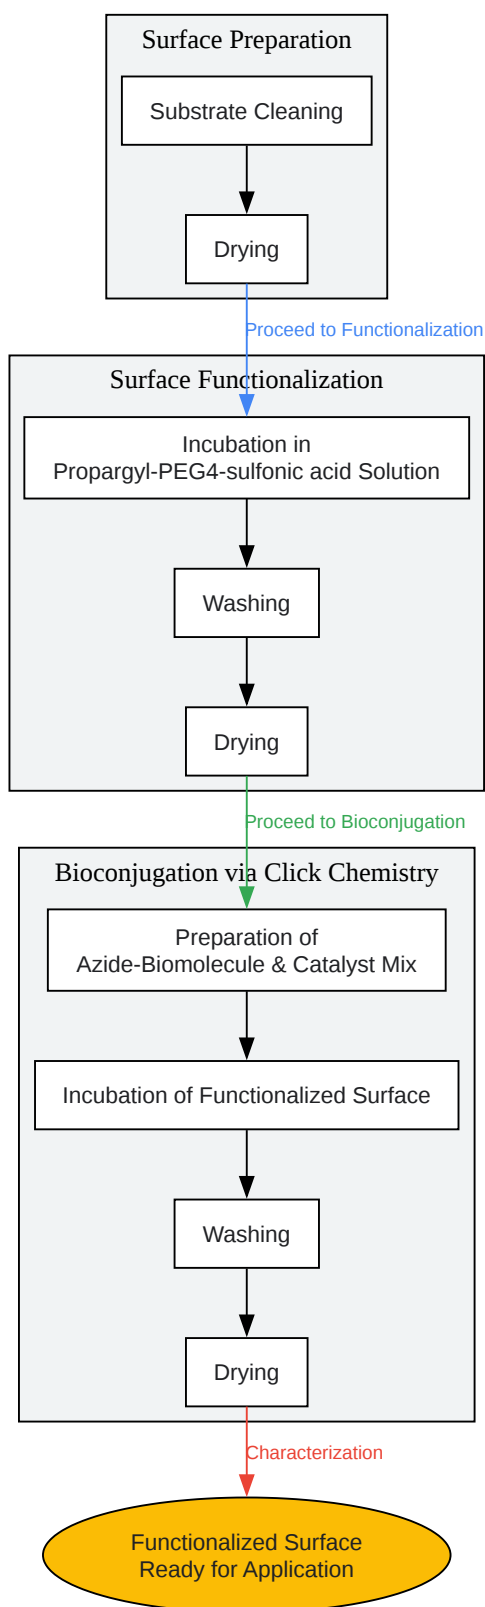 Surface Preparation
Substrate Cleaning
Drying
Proceed to Functionalization
Surface Functionalization
Incubation in
Propargyl-PEG4-sulfonic acid Solution
Washing
Drying
Proceed to Bioconjugation
Bioconjugation via Click Chemistry
Preparation of
Azide-Biomolecule & Catalyst Mix
Incubation of Functionalized Surface
Washing
Drying
Characterization
Functionalized Surface
Ready for Application